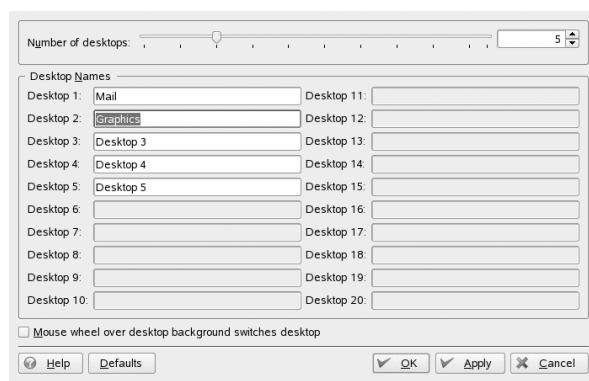 Number of desktops: 5
Desktop Names
Desktop 1: Mail Desktop 11:
Desktop 2: Graphics Desktop 12:
Desktop 3: Desktop 3 Desktop 13:
Desktop 4: Desktop 4 Desktop 14:
Desktop 5: Desktop 5 Desktop 15:
Desktop 6: Desktop 16:
Desktop 7: Desktop 17:
Desktop 8: Desktop 18:
Desktop 9: Desktop 19:
Desktop 10: Desktop 20:
Mouse wheel over desktop background switches desktop
Help Defaults OK Apply Cancel